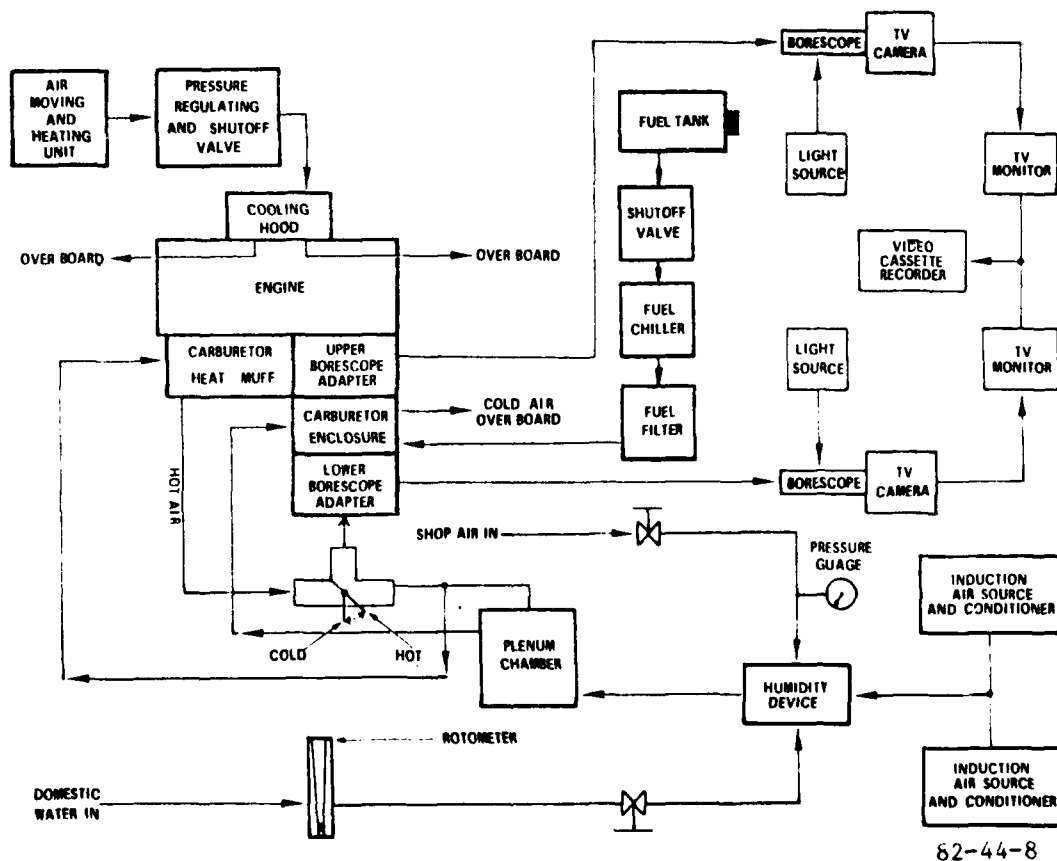 AIR
MOVING
AND
HEATING
UNIT
PRESSURE
REGULATING
AND SHUTOFF
VALVE
COOLING
HOOD
OVER BOARD
OVER BOARD
ENGINE
CARBURETOR
HEAT MUFF
UPPER
BORESCOPE
ADAPTER
CARBURETOR
ENCLOSURE
LOWER
BORESCOPE
ADAPTER
COLD AIR
OVER BOARD
HOT AIR
FUEL TANK
SHUTOFF
VALVE
FUEL
CHILLER
FUEL
FILTER
BORESCOPE
TV
CAMERA
LIGHT
SOURCE
TV
MONITOR
VIDEO
CASSETTE
RECORDER
LIGHT
SOURCE
TV
MONITOR
BORESCOPE
TV
CAMERA
SHOP AIR IN
PRESSURE
GUAGE
COLD
HOT
PLENUM
CHAMBER
HUMIDITY
DEVICE
INDUCTION
AIR SOURCE
AND CONDITIONER
INDUCTION
AIR SOURCE
AND CONDITIONER
ROTOMETER
DOMESTIC
WATER IN
82-44-8